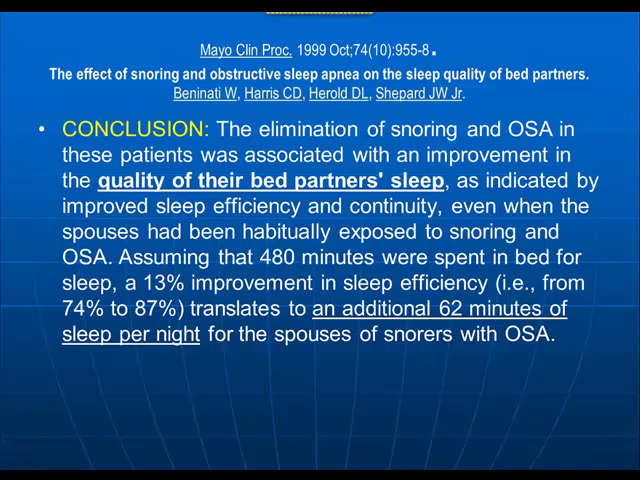 Mayo Clin Proc. 1999 Oct;74(10):955-8.
The effect of snoring and obstructive sleep apnea on the sleep quality of bed partners.
Beninati W, Harris CD, Herold DL, Shepard JW Jr.
• CONCLUSION: The elimination of snoring and OSA in
these patients was associated with an improvement in
the quality of their bed partners' sleep, as indicated by
improved sleep efficiency and continuity, even when the
spouses had been habitually exposed to snoring and
OSA. Assuming that 480 minutes were spent in bed for
sleep, a 13% improvement in sleep efficiency (i.e., from
74% to 87%) translates to an additional 62 minutes of
sleep per night for the spouses of snorers with OSA.